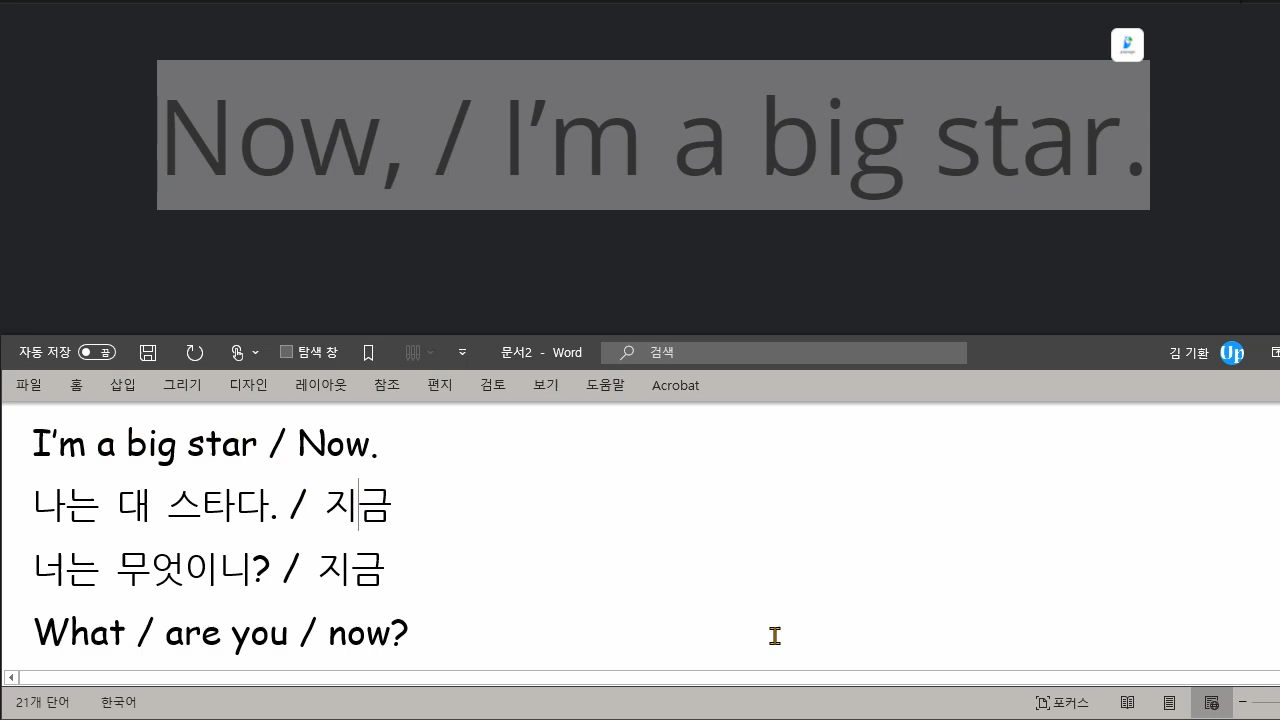 Now, / I’m a big star.
자동 저장 끔 탐색 창 문서2 - Word 검색 김 기환 Up
파일 홈 삽입 그리기 디자인 레이아웃 참조 편지 검토 보기 도움말 Acrobat
I’m a big star / Now.
나는 대 스타다. / 지금
너는 무엇이니? / 지금
What / are you / now?
21개 단어 한국어 포커스